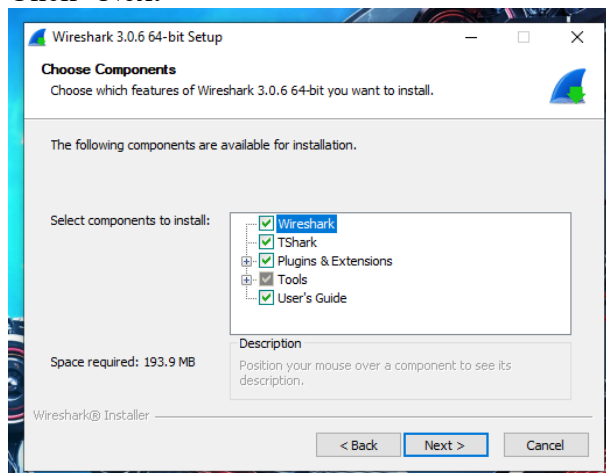 Wireshark 3.0.6 64-bit Setup
Choose Components
Choose which features of Wireshark 3.0.6 64-bit you want to install.
The following components are available for installation.
Select components to install:
Wireshark
TShark
Plugins & Extensions
Tools
User's Guide
Space required: 193.9 MB
Description
Position your mouse over a component to see its
description.
Wireshark® Installer
< Back Next > Cancel